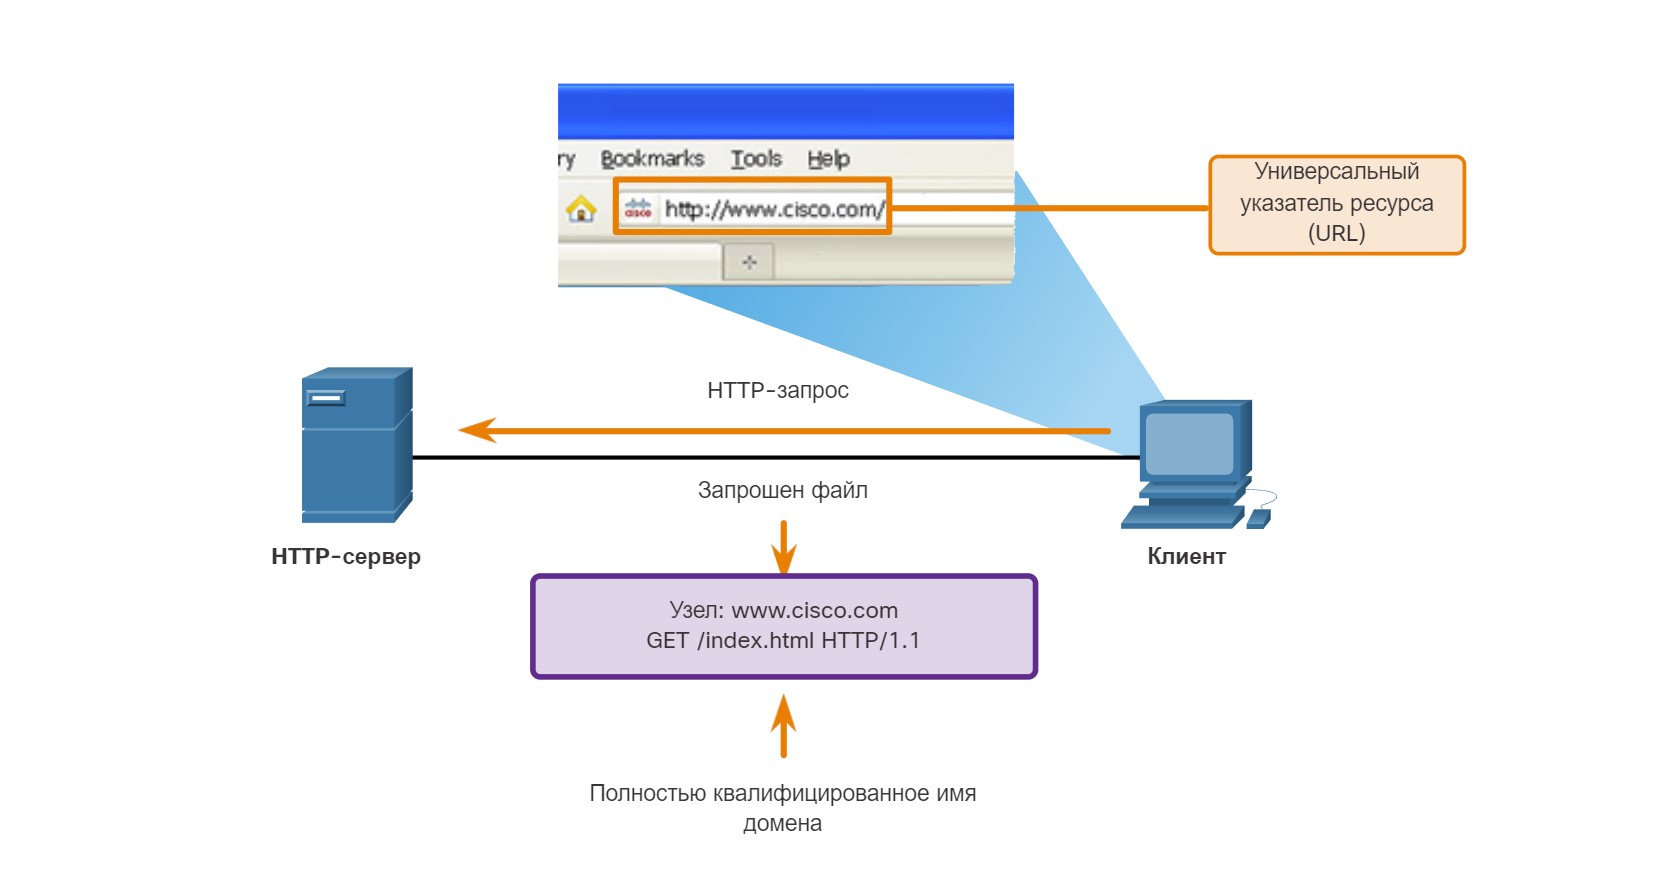 ry Bookmarks Tools Help
cisco http://www.cisco.com/
Универсальный
указатель ресурса
(URL)
HTTP-запрос
Запрошен файл
HTTP-сервер
Клиент
Узел: www.cisco.com
GET /index.html HTTP/1.1
Полностью квалифицированное имя
домена